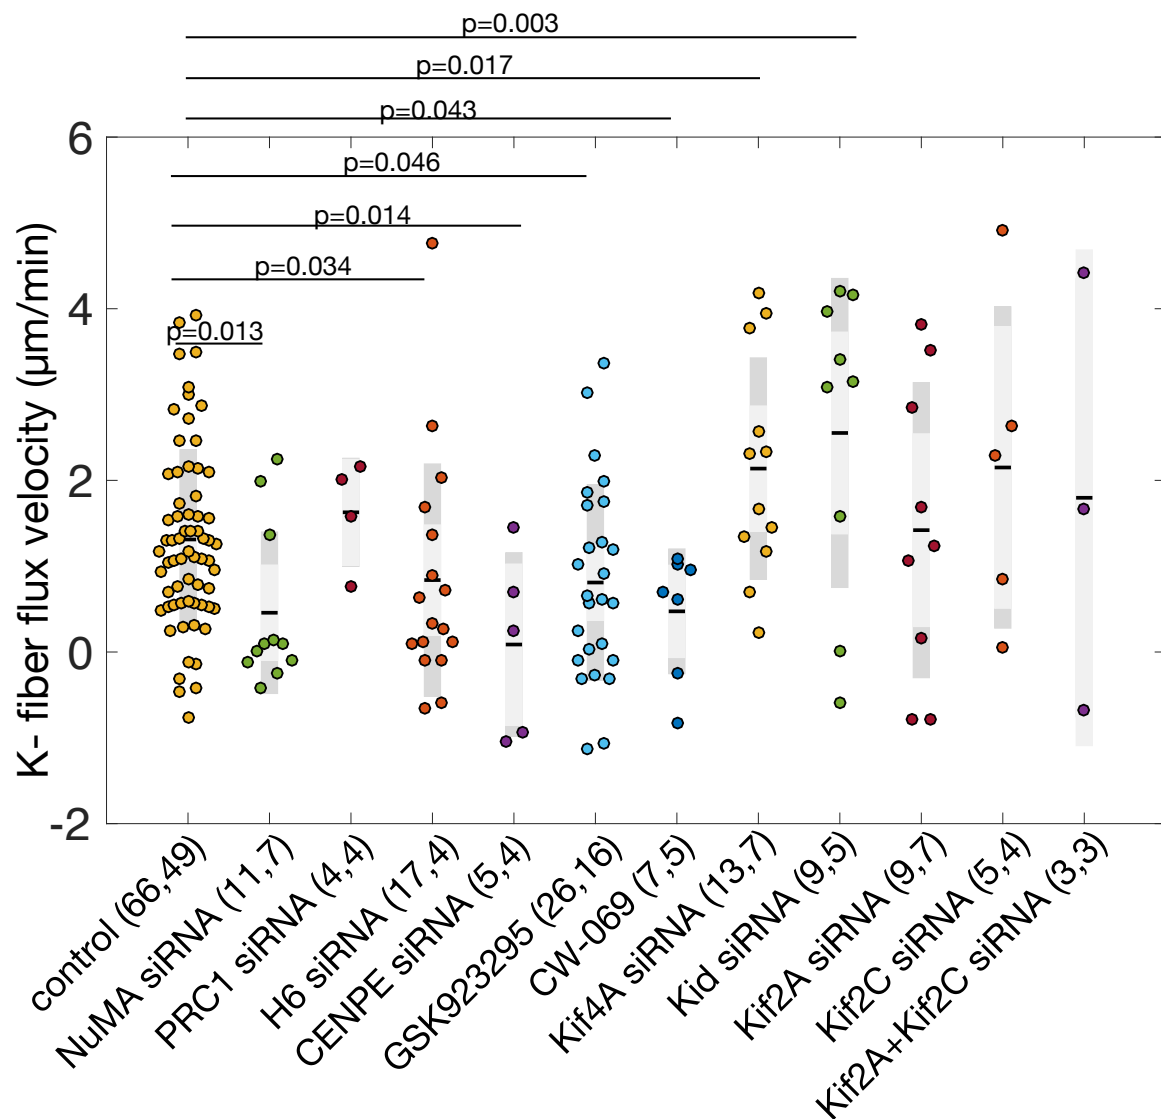 p=0.003
p=0.017
p=0.043
6
p=0.046
p=0.014
p=0.034
4
p=0.013
2
0
-2
K- fiber flux velocity (µm/min)
control (66,49)
NuMA siRNA (11,7)
PRC1 siRNA (4,4)
H6 siRNA (17,4)
CENPE siRNA (5,4)
GSK923295 (26,16)
CW-069 (7,5)
Kif4A siRNA (13,7)
Kid siRNA (9,5)
Kif2A siRNA (9,7)
Kif2C siRNA (5,4)
Kif2A+Kif2C siRNA (3,3)